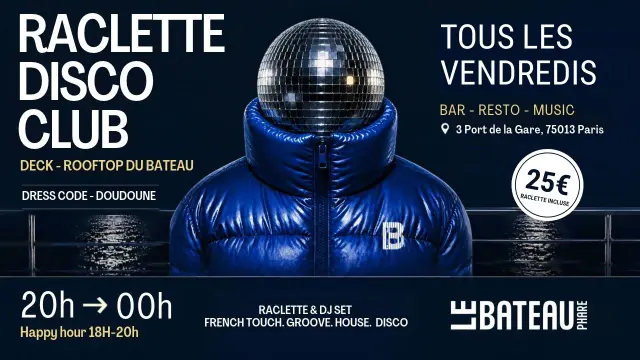 RACLETTE
DISCO
CLUB
DECK - ROOFTOP DU BATEAU
DRESS CODE - DOUDOUNE
TOUS LES
VENDREDIS
BAR - RESTO - MUSIC
3 Port de la Gare, 75013 Paris
25€
RACLETTE INCLUSE
B
20h → 00h
Happy hour 18H-20h
RACLETTE & DJ SET
FRENCH TOUCH. GROOVE. HOUSE. DISCO
LE BATEAU PHARE